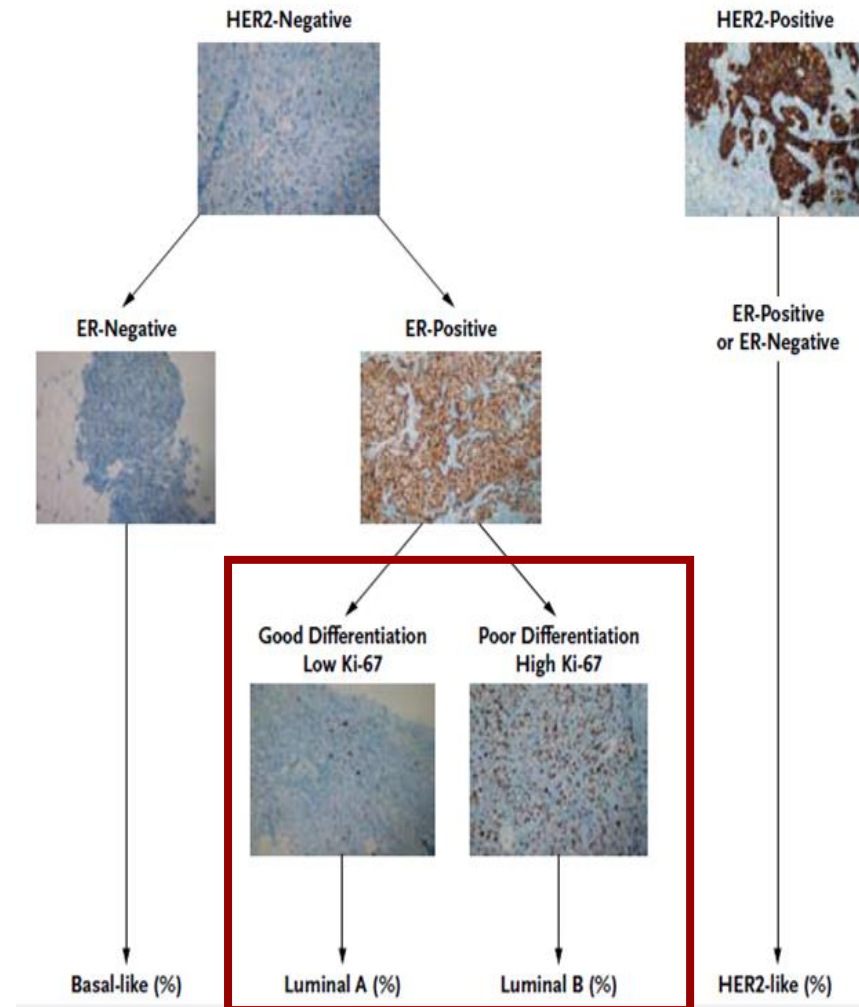 HER2-Negative
HER2-Positive
ER-Negative
ER-Positive
ER-Positive
or ER-Negative
Good Differentiation
Low Ki-67
Poor Differentiation
High Ki-67
Basal-like (%)
Luminal A (%)
Luminal B (%)
HER2-like (%)